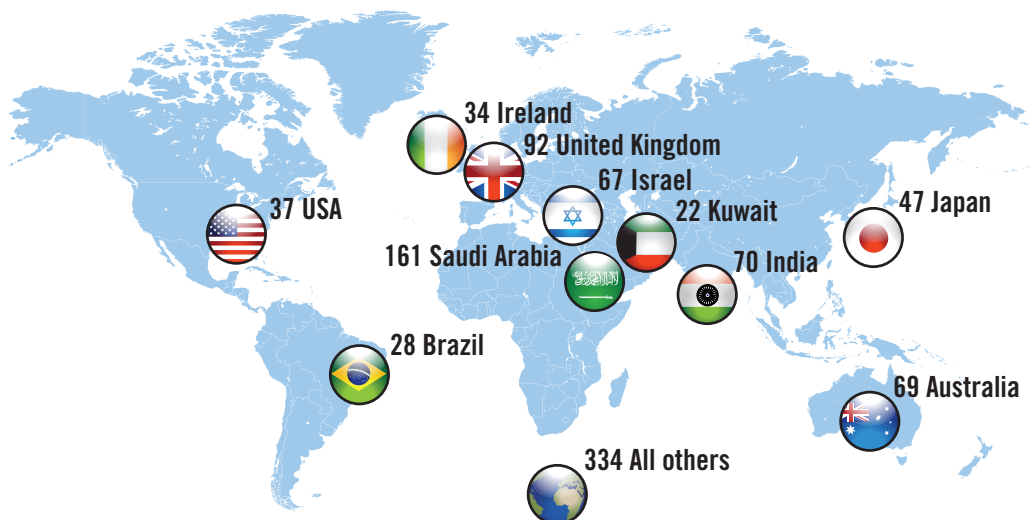 34 Ireland
92 United Kingdom
67 Israel
37 USA
22 Kuwait
47 Japan
161 Saudi Arabia
70 India
28 Brazil
69 Australia
334 All others